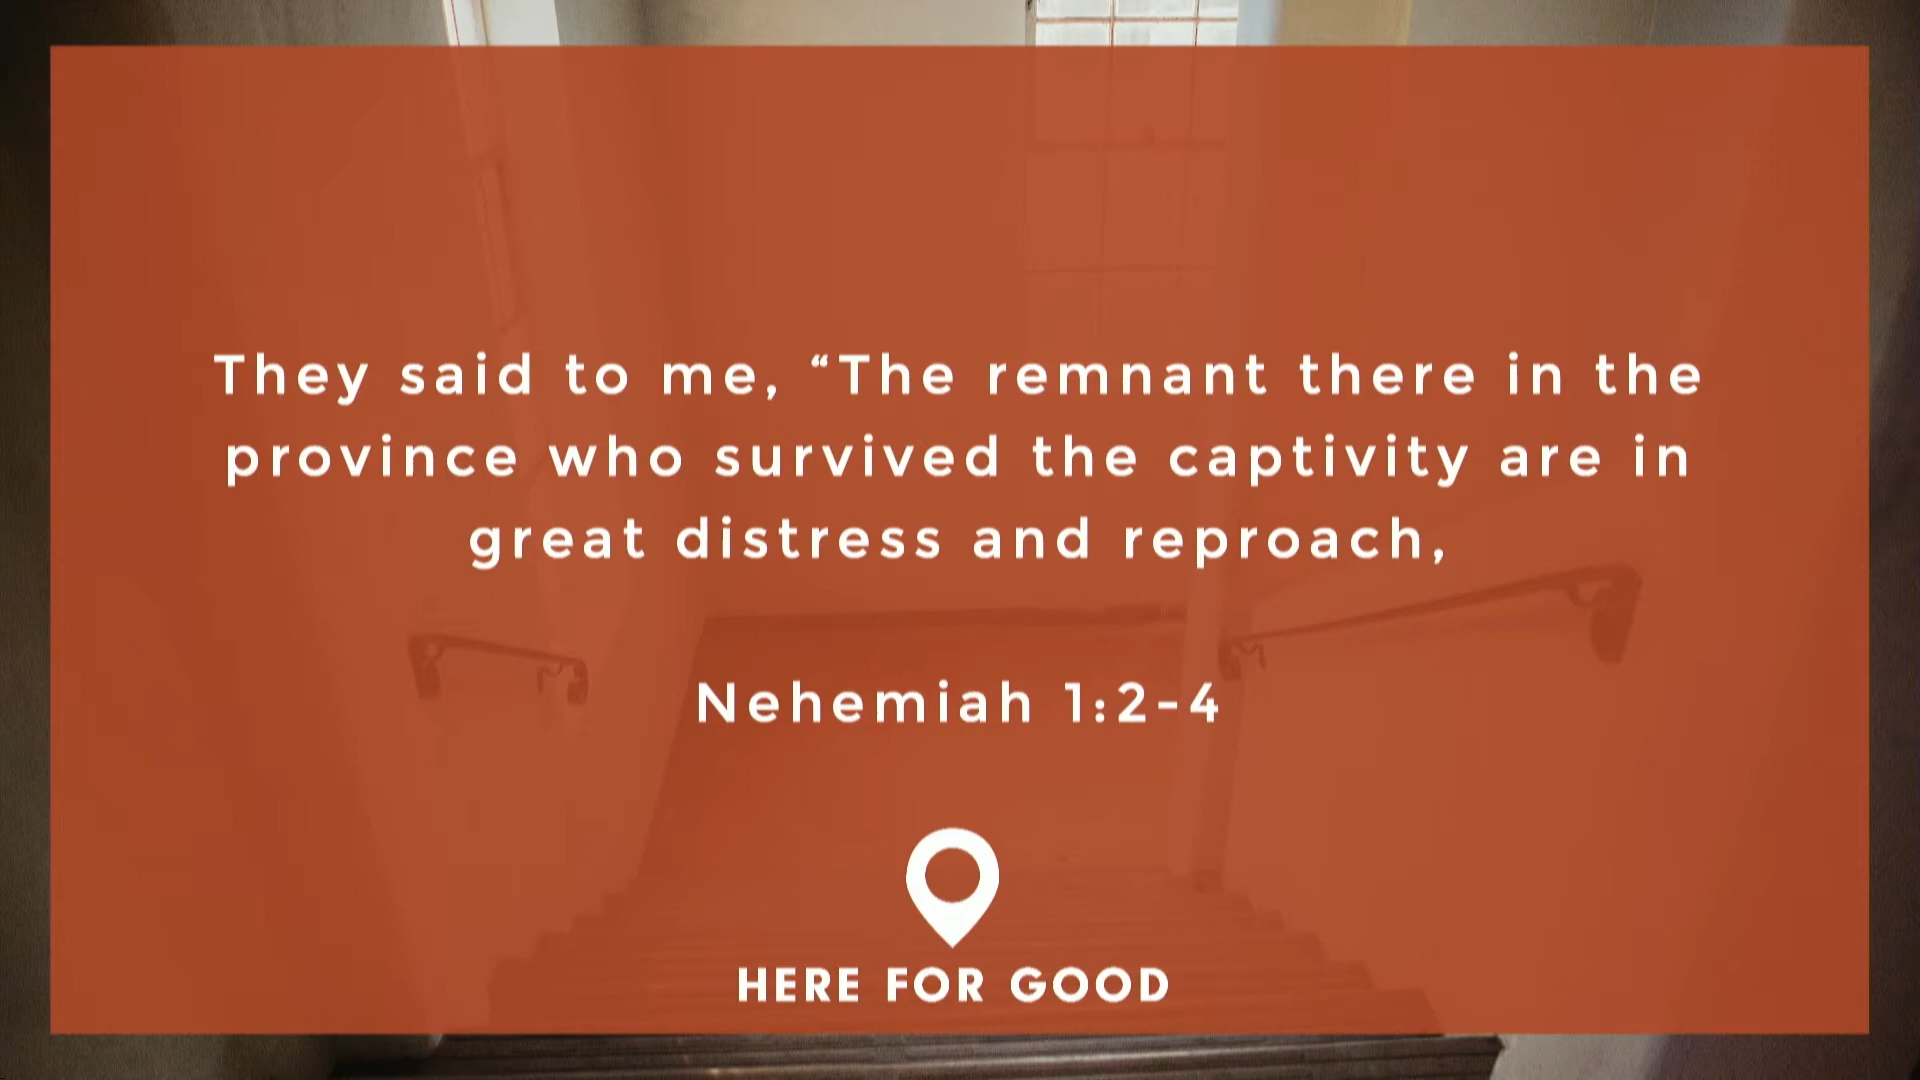 They said to me, “The remnant there in the
province who survived the captivity are in
great distress and reproach,
Nehemiah 1:2-4
HERE FOR GOOD